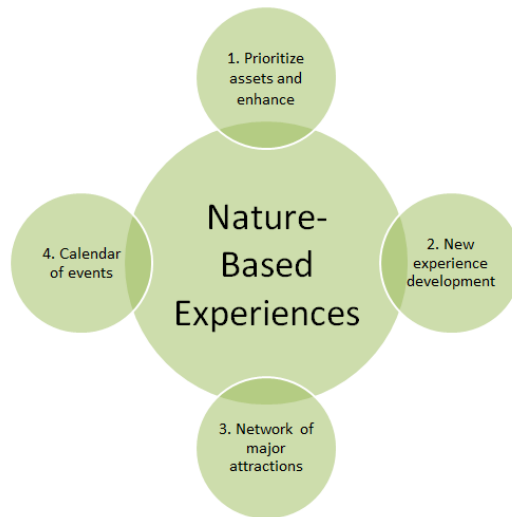 1. Prioritize
assets and
enhance
Nature-
Based
Experiences
2. New
experience
development
3. Network of
major
attractions
4. Calendar
of events